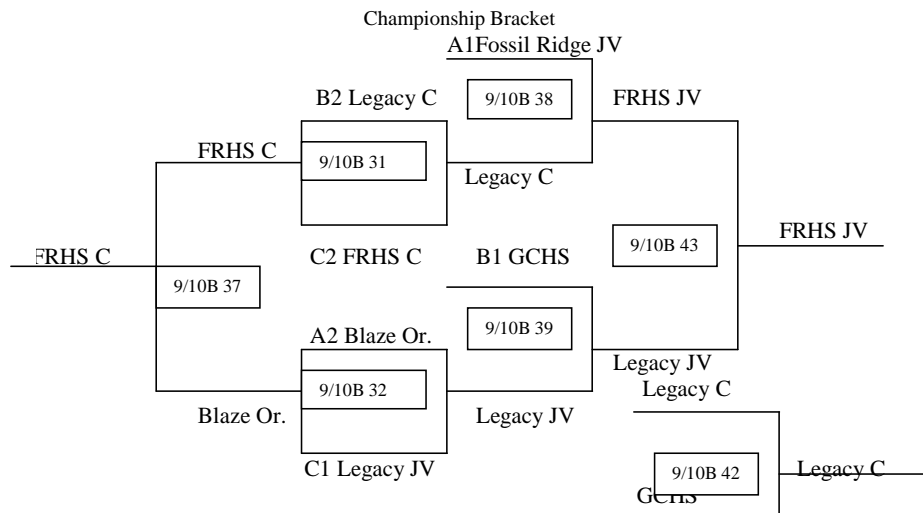 Championship Bracket
A1Fossil Ridge JV
B2 Legacy C
9/10B 38
FRHS JV
FRHS C
9/10B 31
Legacy C
C2 FRHS C
B1 GCHS
9/10B 43
FRHS JV
FRHS C
9/10B 37
A2 Blaze Or.
9/10B 39
Legacy JV
9/10B 32
Legacy C
Blaze Or.
Legacy JV
C1 Legacy JV
9/10B 42
Legacy C
GCHS